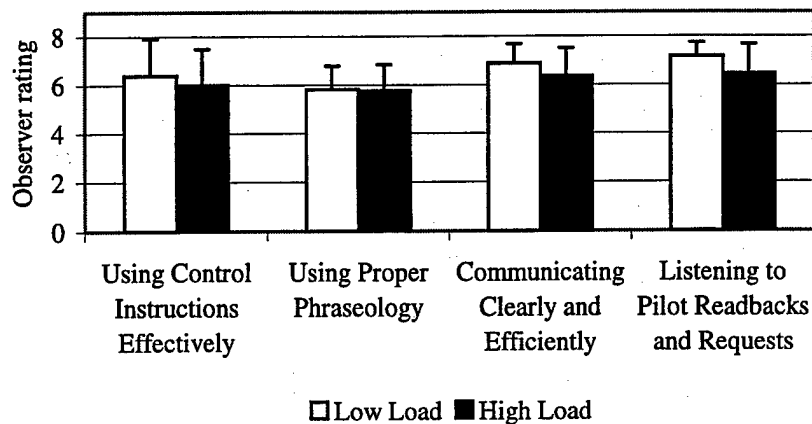 8
6
4
2
0
Observer rating
Using Control
Instructions
Effectively
Using Proper
Phraseology
Communicating
Clearly and
Efficiently
Listening to
Pilot Readbacks
and Requests
Low Load
High Load